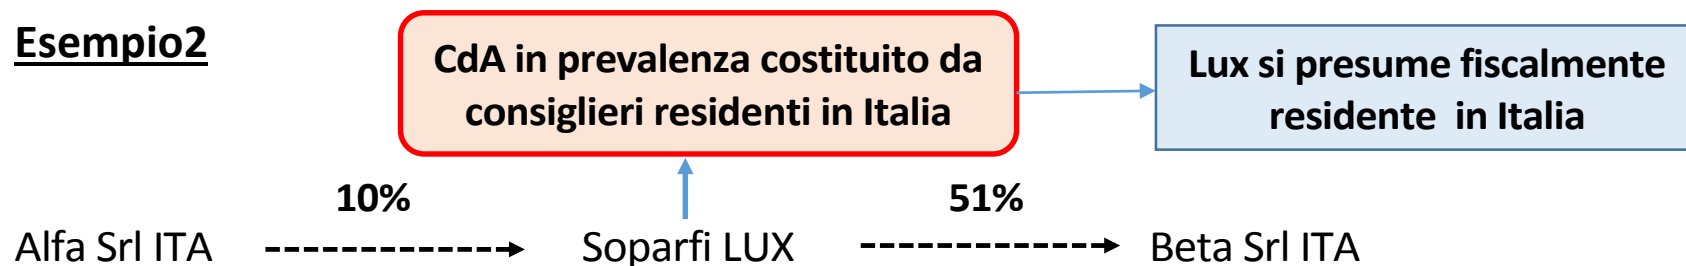 Esempio2
CdA in prevalenza costituito da
consiglieri residenti in Italia
Lux si presume fiscalmente
residente in Italia
10%
51%
Alfa Srl ITA
Soparfi LUX
Beta Srl ITA